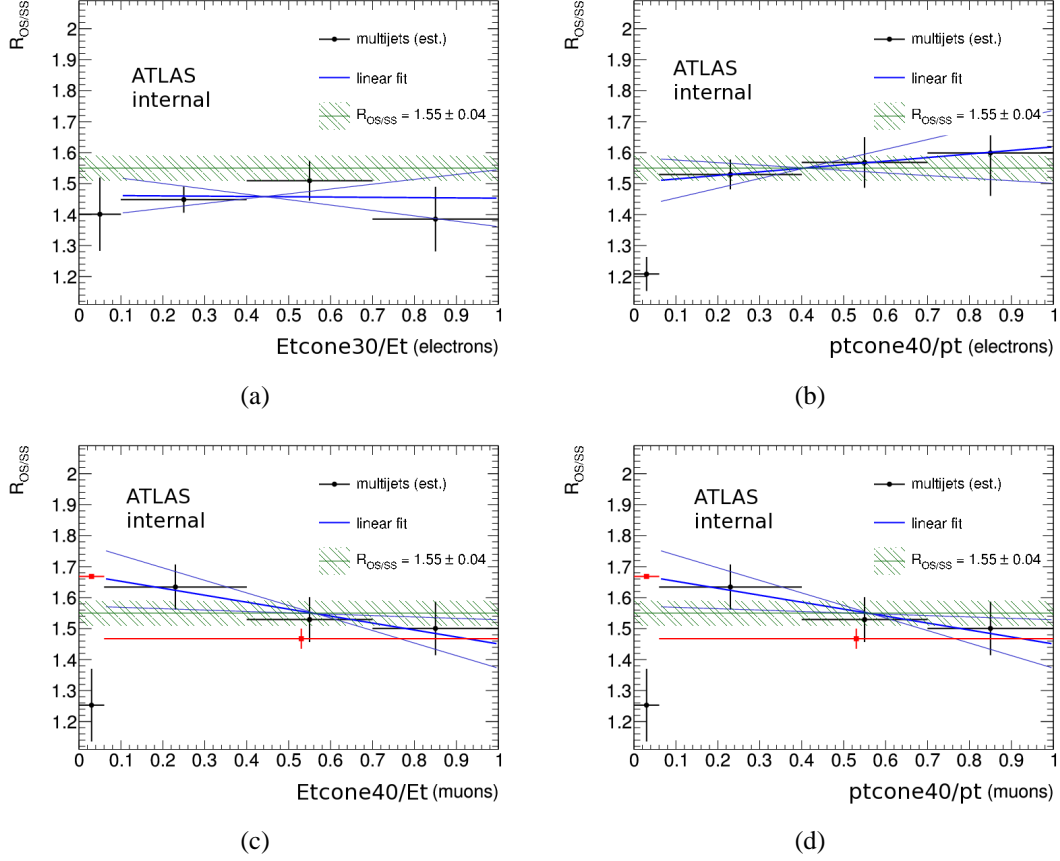 R_OS/SS
2
1.9
1.8
1.7
1.6
1.5
1.4
1.3
1.2
ATLAS
internal
multijets (est.)
linear fit
R_OS/SS = 1.55 ± 0.04
0 0.1 0.2 0.3 0.4 0.5 0.6 0.7 0.8 0.9 1
Etcone30/Et (electrons)
(a)
R_OS/SS
2
1.9
1.8
1.7
1.6
1.5
1.4
1.3
1.2
ATLAS
internal
multijets (est.)
linear fit
R_OS/SS = 1.55 ± 0.04
0 0.1 0.2 0.3 0.4 0.5 0.6 0.7 0.8 0.9 1
ptcone40/pt (electrons)
(b)
R_OS/SS
2
1.9
1.8
1.7
1.6
1.5
1.4
1.3
1.2
ATLAS
internal
multijets (est.)
linear fit
R_OS/SS = 1.55 ± 0.04
0 0.1 0.2 0.3 0.4 0.5 0.6 0.7 0.8 0.9 1
Etcone40/Et (muons)
(c)
R_OS/SS
2
1.9
1.8
1.7
1.6
1.5
1.4
1.3
1.2
ATLAS
internal
multijets (est.)
linear fit
R_OS/SS = 1.55 ± 0.04
0 0.1 0.2 0.3 0.4 0.5 0.6 0.7 0.8 0.9 1
ptcone40/pt (muons)
(d)